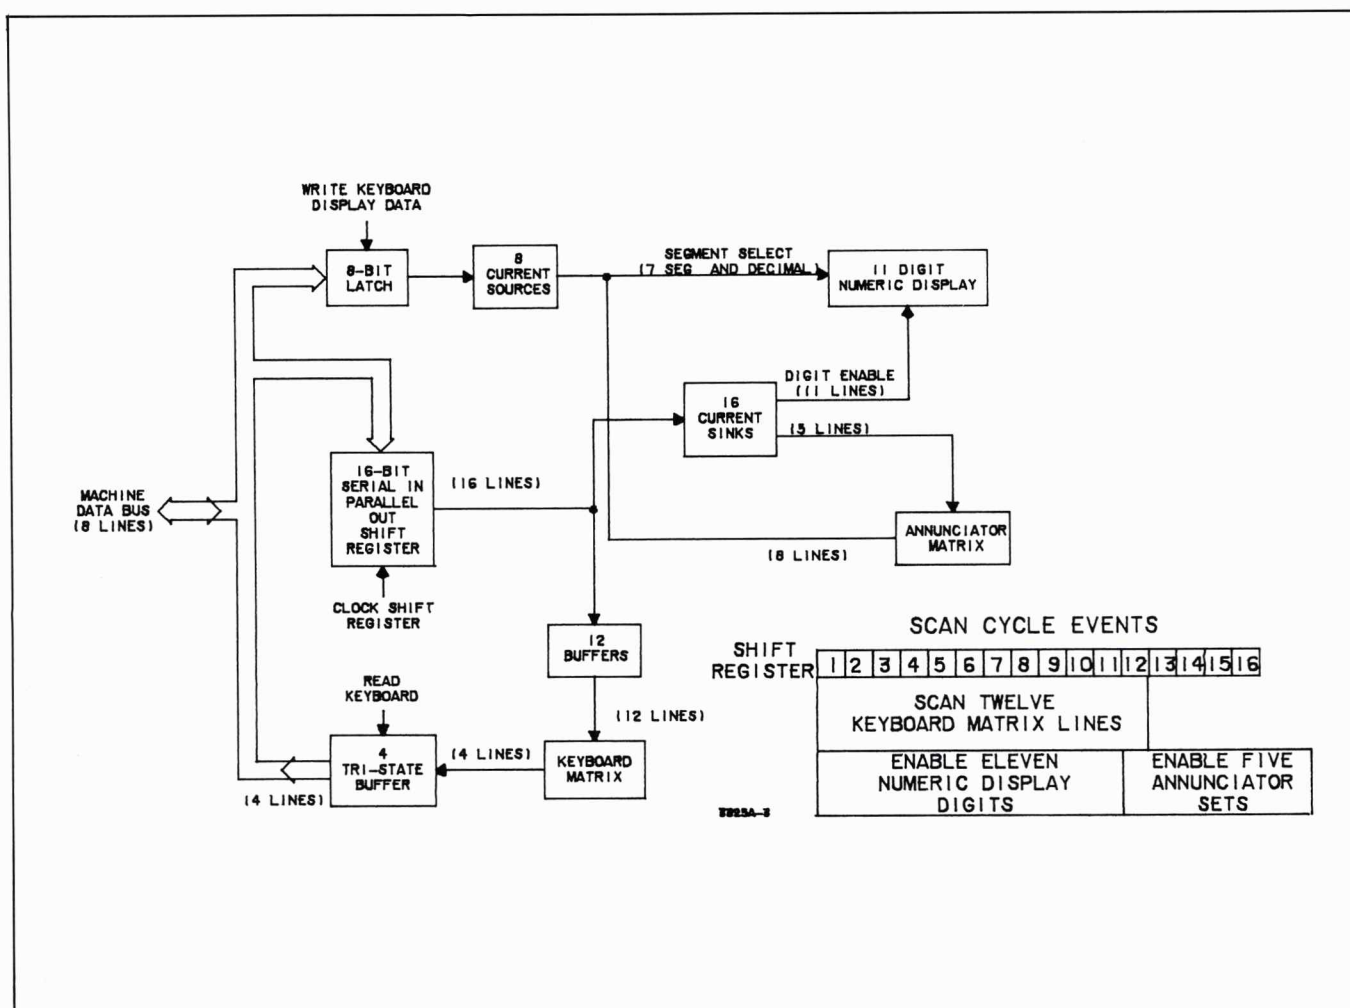 WRITE KEYBOARD
DISPLAY DATA
8-BIT
LATCH
8
CURRENT
SOURCES
SEGMENT SELECT
(7 SEG AND DECIMAL)
11 DIGIT
NUMERIC DISPLAY
DIGIT ENABLE
(11 LINES)
16
CURRENT
SINKS
(5 LINES)
16-BIT
SERIAL IN
PARALLEL
OUT
SHIFT
REGISTER
(16 LINES)
MACHINE
DATA BUS
(8 LINES)
ANNUNCIATOR
MATRIX
(8 LINES)
CLOCK SHIFT
REGISTER
12
BUFFERS
(12 LINES)
READ
KEYBOARD
4
TRI-STATE
BUFFER
(4 LINES)
KEYBOARD
MATRIX
(4 LINES)
SCAN CYCLE EVENTS
SHIFT
REGISTER
1 2 3 4 5 6 7 8 9 10 11 12 13 14 15 16
SCAN TWELVE
KEYBOARD MATRIX LINES
ENABLE ELEVEN
NUMERIC DISPLAY
DIGITS
ENABLE FIVE
ANNUNCIATOR
SETS